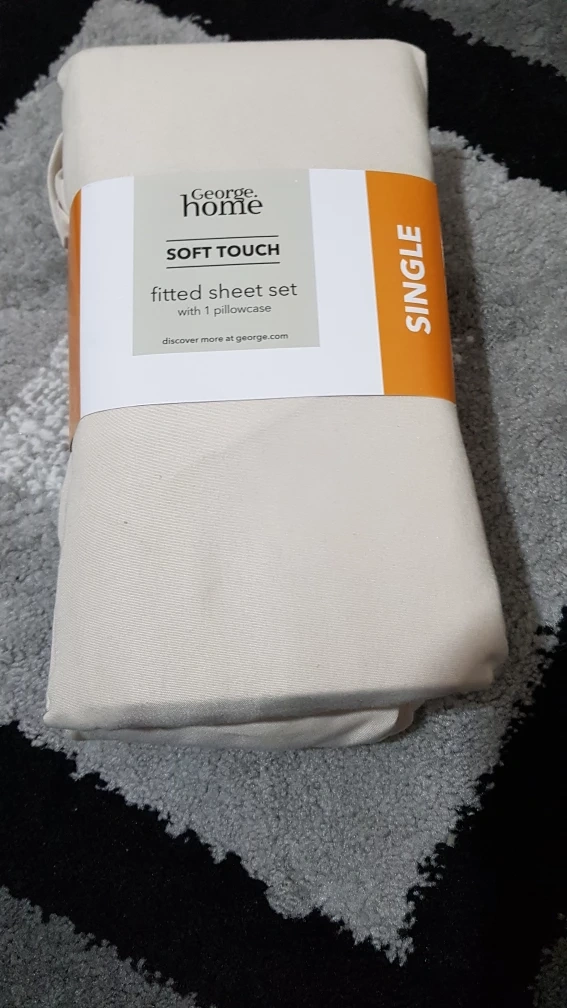 George.
home
SOFT TOUCH
fitted sheet set
with 1 pillowcase
discover more at george.com
SINGLE